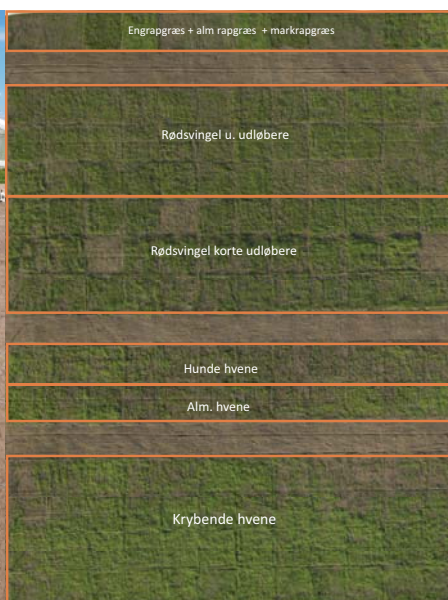 Engrapgræs + alm rapgræs + markrapgræs
Rødsvingel u. udløbere
Rødsvingel korte udløbere
Hunde hvene
Alm. hvene
Krybende hvene